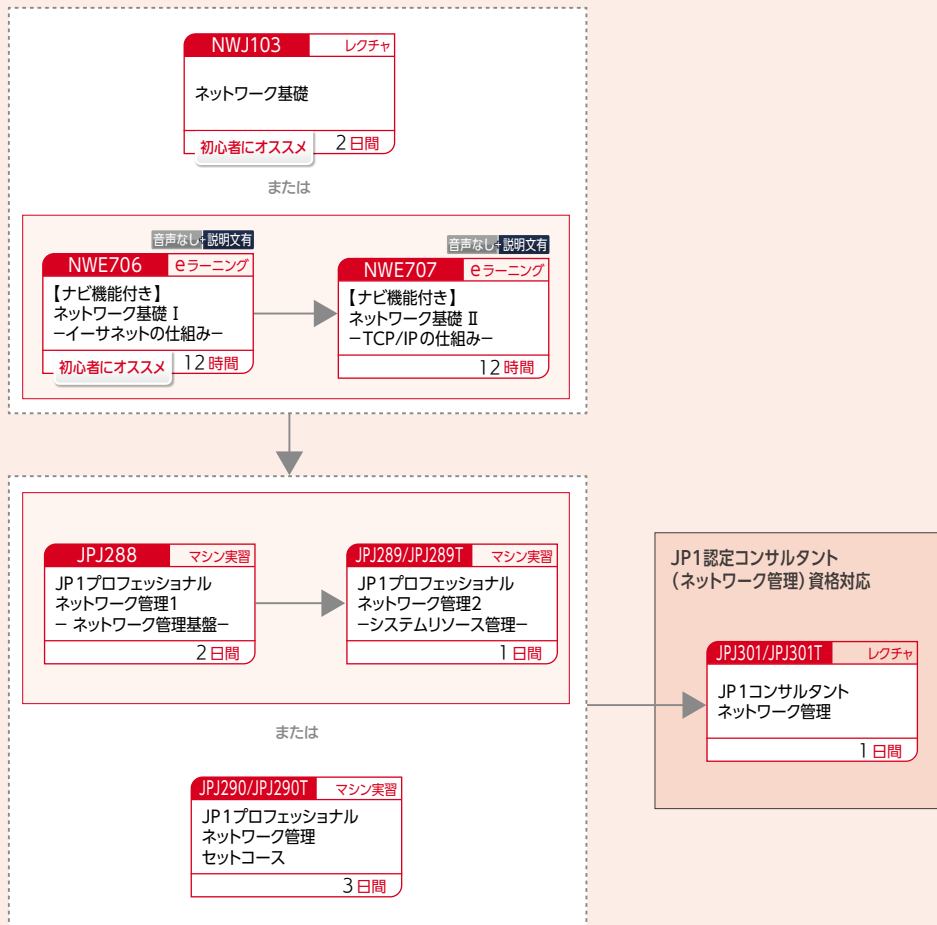 NWJ103 レクチャ
ネットワーク基礎
初心者にオススメ 2日間
または
音声なし+説明文有
NWE706 eラーニング
【ナビ機能付き】
ネットワーク基礎 Ⅰ
−イーサネットの仕組み−
初心者にオススメ 12時間
音声なし+説明文有
NWE707 eラーニング
【ナビ機能付き】
ネットワーク基礎 Ⅱ
−TCP/IPの仕組み−
12時間
JPJ288 マシン実習
JP1プロフェッショナル
ネットワーク管理1
− ネットワーク管理基盤−
2日間
JPJ289/JPJ289T マシン実習
JP1プロフェッショナル
ネットワーク管理2
−システムリソース管理−
1日間
または
JPJ290/JPJ290T マシン実習
JP1プロフェッショナル
ネットワーク管理
セットコース
3日間
JP1認定コンサルタント
（ネットワーク管理）資格対応
JPJ301/JPJ301T レクチャ
JP1コンサルタント
ネットワーク管理
1日間